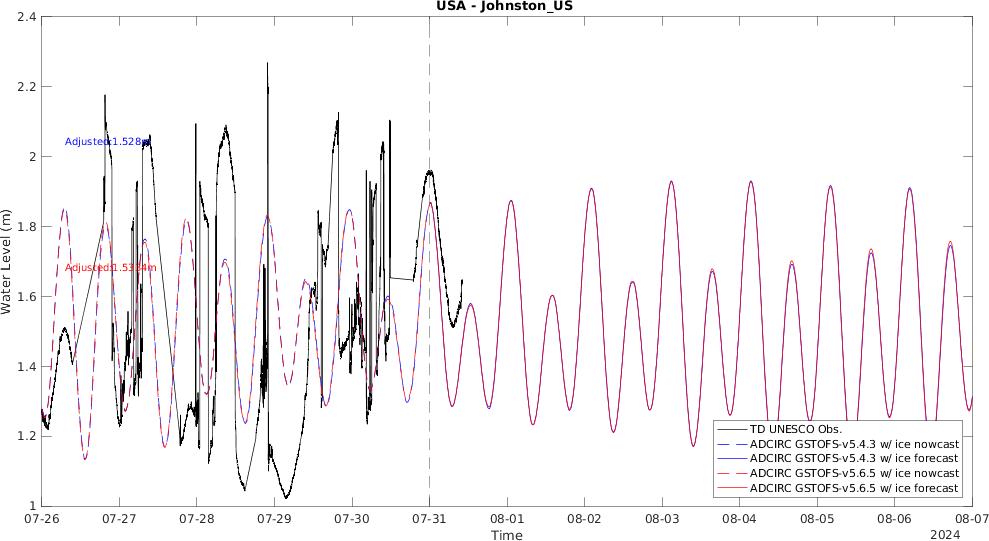 USA - Johnston_US
2.4
2.2
2
1.8
1.6
1.4
1.2
1
Water Level (m)
Adjusted:1.528m
Adjusted:1.5334m
TD UNESCO Obs.
ADCIRC GSTOFS-v5.4.3 w/ ice nowcast
ADCIRC GSTOFS-v5.4.3 w/ ice forecast
ADCIRC GSTOFS-v5.6.5 w/ ice nowcast
ADCIRC GSTOFS-v5.6.5 w/ ice forecast
07-26 07-27 07-28 07-29 07-30 07-31 08-01 08-02 08-03 08-04 08-05 08-06 08-07
Time
2024